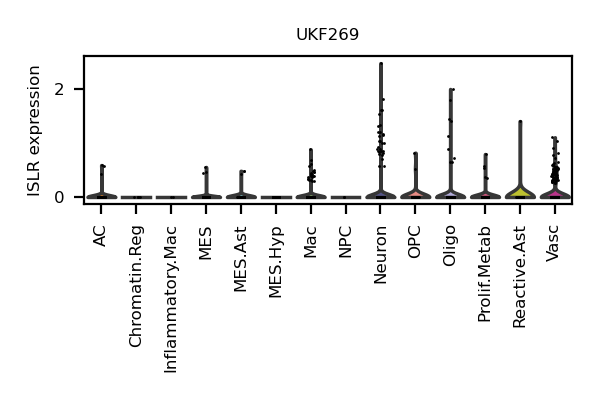 UKF269
ISLR expression
2
0
AC
Chromatin.Reg
Inflammatory.Mac
MES
MES.Ast
MES.Hyp
Mac
NPC
Neuron
OPC
Oligo
Prolif.Metab
Reactive.Ast
Vasc